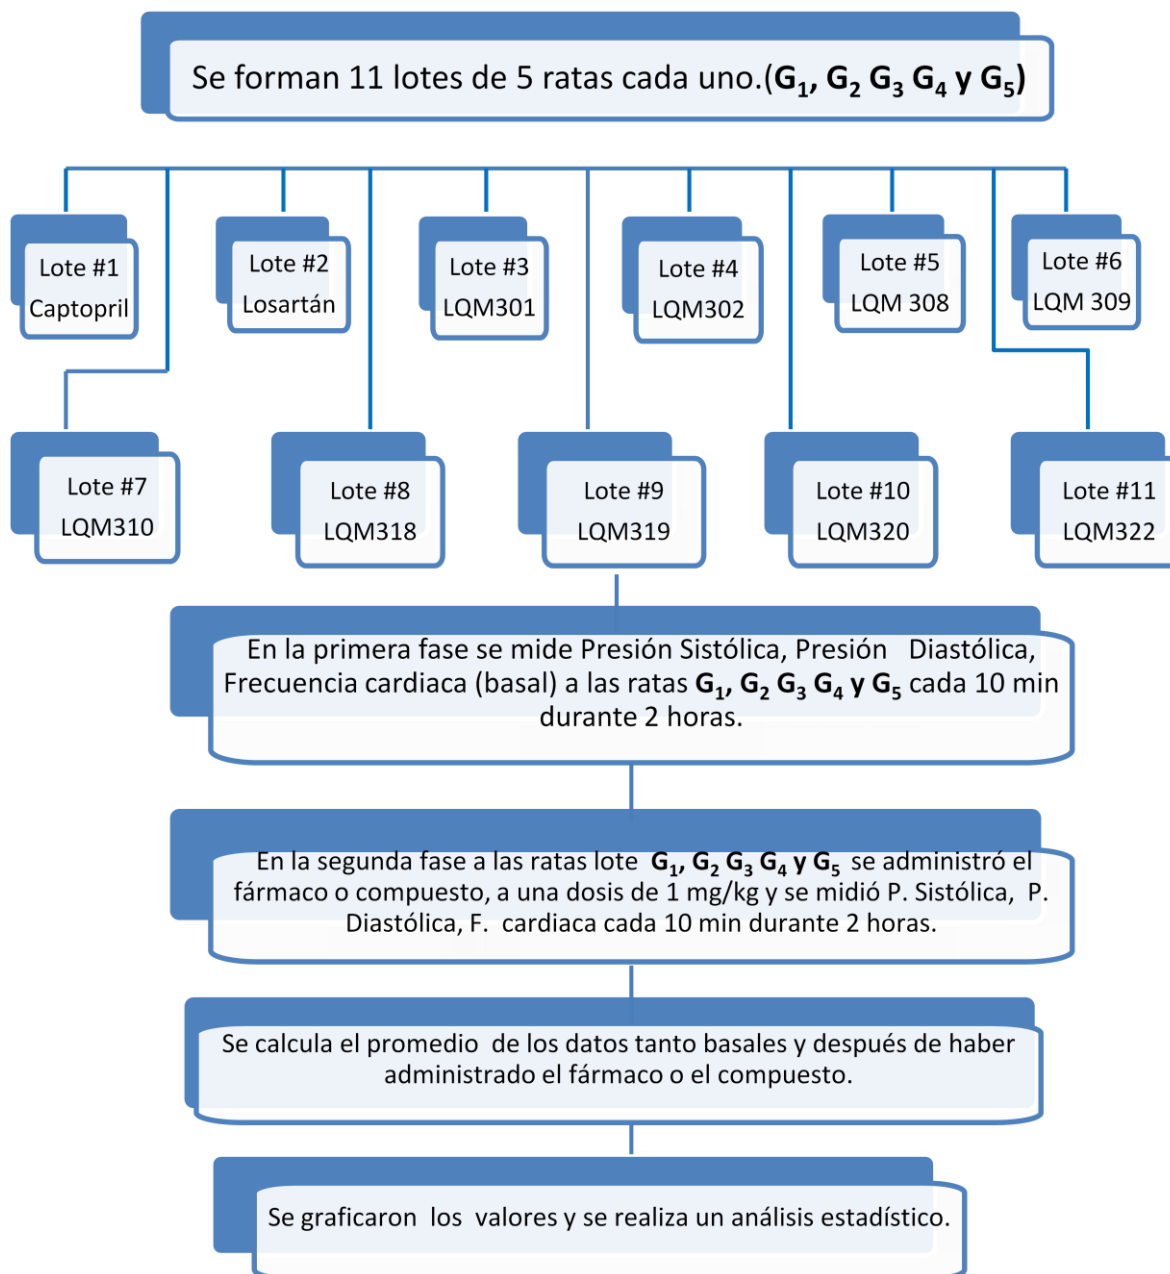 Se forman 11 lotes de 5 ratas cada uno.(G₁, G₂ G₃ G₄ y G₅)
Lote #1
Captopril
Lote #2
Losartán
Lote #3
LQM301
Lote #4
LQM302
Lote #5
LQM 308
Lote #6
LQM 309
Lote #7
LQM310
Lote #8
LQM318
Lote #9
LQM319
Lote #10
LQM320
Lote #11
LQM322
En la primera fase se mide Presión Sistólica, Presión Diastólica,
Frecuencia cardiaca (basal) a las ratas G₁, G₂ G₃ G₄ y G₅ cada 10 min
durante 2 horas.
En la segunda fase a las ratas lote G₁, G₂ G₃ G₄ y G₅ se administró el
fármaco o compuesto, a una dosis de 1 mg/kg y se midió P. Sistólica, P.
Diastólica, F. cardiaca cada 10 min durante 2 horas.
Se calcula el promedio de los datos tanto basales y después de haber
administrado el fármaco o el compuesto.
Se graficaron los valores y se realiza un análisis estadístico.